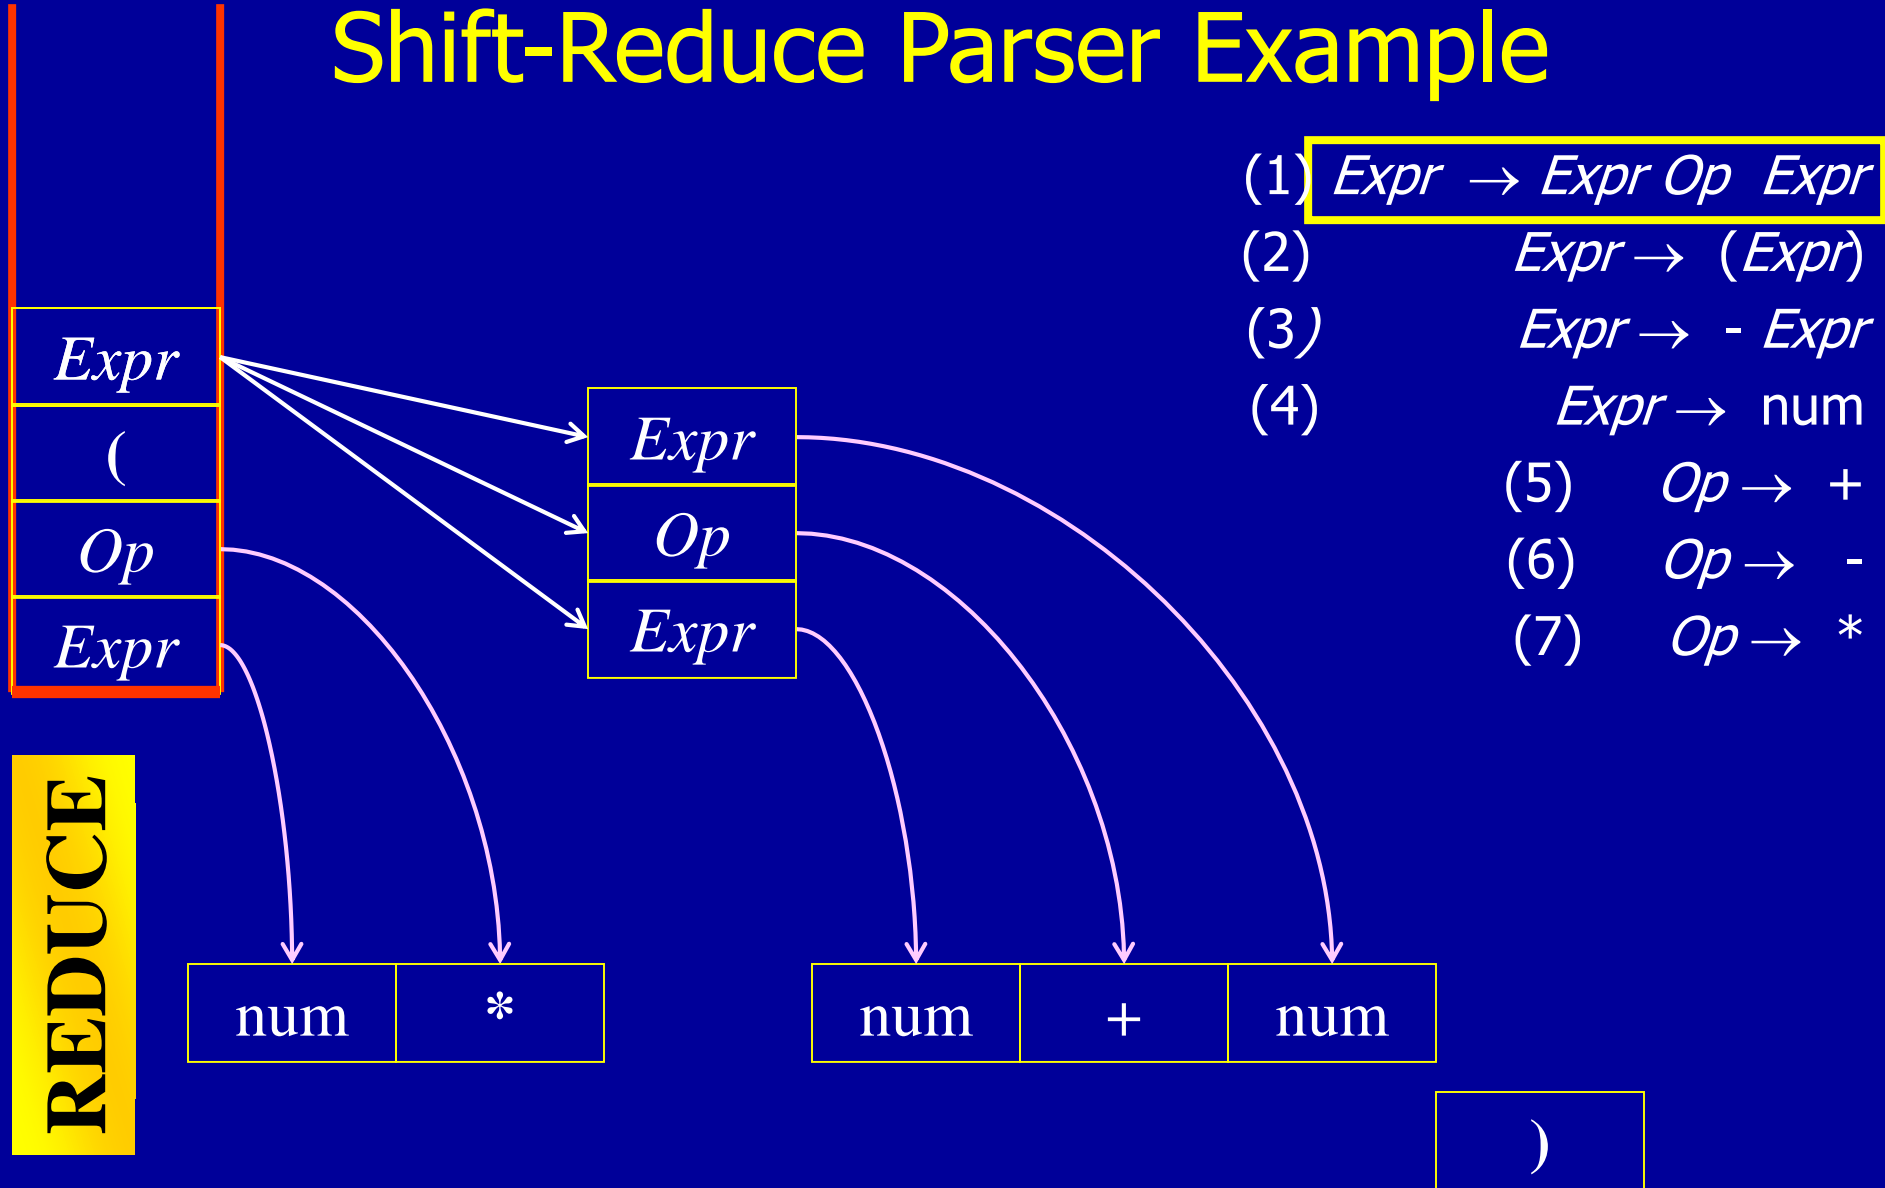 Shift-Reduce Parser Example
(1) Expr → Expr Op Expr
(2) Expr → (Expr)
(3) Expr → - Expr
(4) Expr → num
(5) Op → +
(6) Op → -
(7) Op → *
Expr
(
Op
Expr
Expr
Op
Expr
REDUCE
num * num + num
)